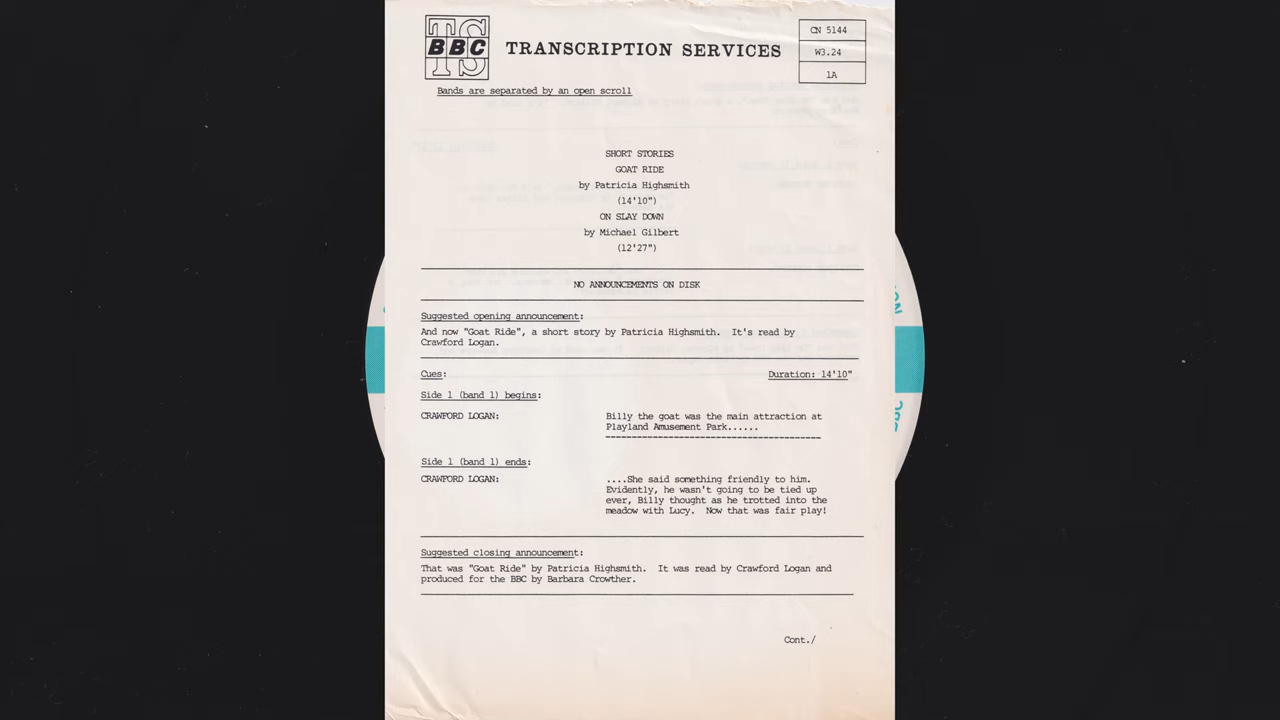 TS
BBC
TRANSCRIPTION SERVICES
CN 5144
W3.24
1A
Bands are separated by an open scroll
SHORT STORIES
GOAT RIDE
by Patricia Highsmith
(14'10")
ON SLAY DOWN
by Michael Gilbert
(12'27")
NO ANNOUNCEMENTS ON DISK
Suggested opening announcement:
And now "Goat Ride", a short story by Patricia Highsmith. It's read by
Crawford Logan.
Cues:
Duration: 14'10"
Side 1 (band 1) begins:
CRAWFORD LOGAN:
Billy the goat was the main attraction at
Playland Amusement Park......
Side 1 (band 1) ends:
CRAWFORD LOGAN:
....She said something friendly to him.
Evidently, he wasn't going to be tied up
ever, Billy thought as he trotted into the
meadow with Lucy. Now that was fair play!
Suggested closing announcement:
That was "Goat Ride" by Patricia Highsmith. It was read by Crawford Logan and
produced for the BBC by Barbara Crowther.
Cont./
BBC